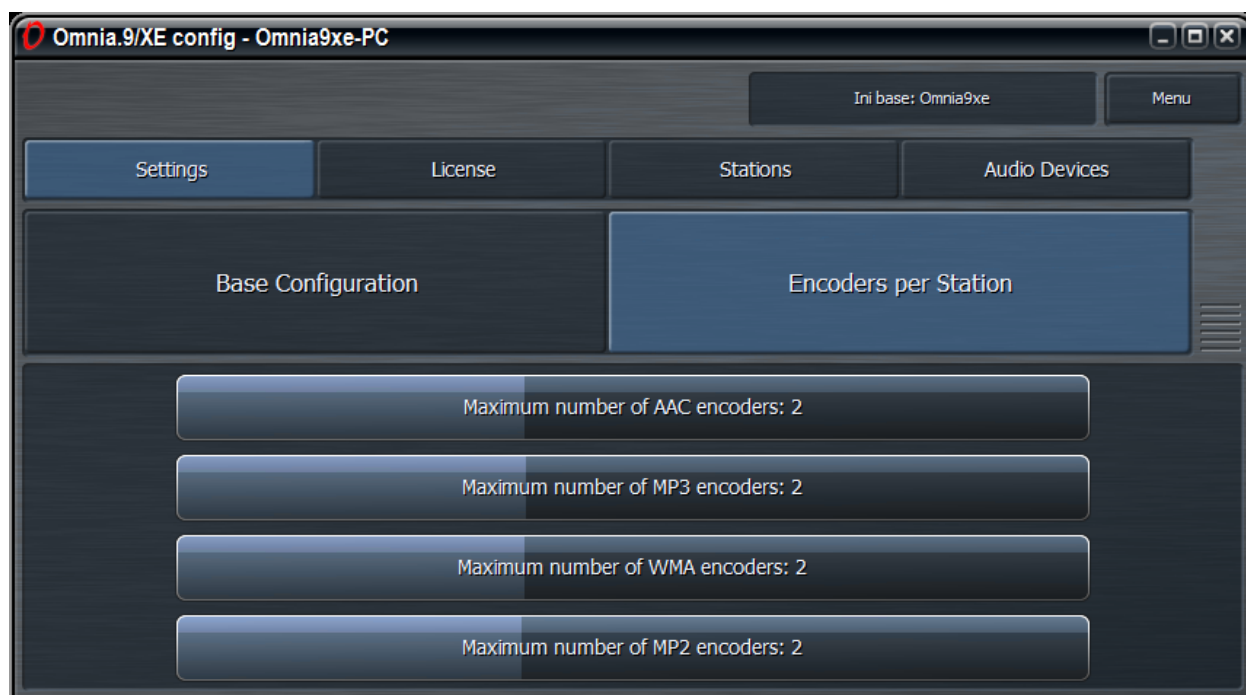 Omnia.9/XE config - Omnia9xe-PC
Ini base: Omnia9xe Menu
Settings License Stations Audio Devices
Base Configuration Encoders per Station
Maximum number of AAC encoders: 2
Maximum number of MP3 encoders: 2
Maximum number of WMA encoders: 2
Maximum number of MP2 encoders: 2